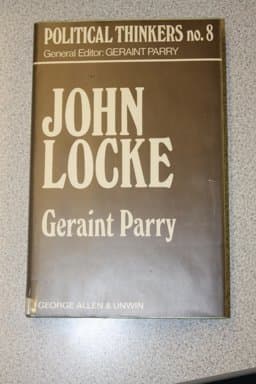 POLITICAL THINKERS no. 8
General Editor: GERAINT PARRY
JOHN
LOCKE
Geraint Parry
GEORGE ALLEN & UNWIN